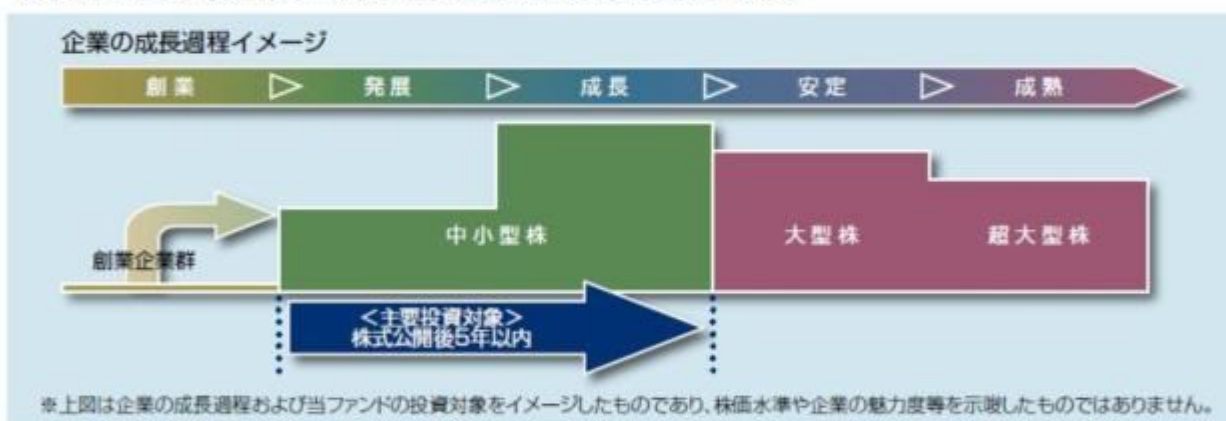 企業の成長過程イメージ
創業 ▷ 発展 ▷ 成長 ▷ 安定 ▷ 成熟
中小型株
大型株
超大型株
創業企業群
＜主要投資対象＞
株式公開後5年以内
※上図は企業の成長過程および当ファンドの投資対象をイメージしたものであり、株価水準や企業の魅力度等を示唆したものではありません。